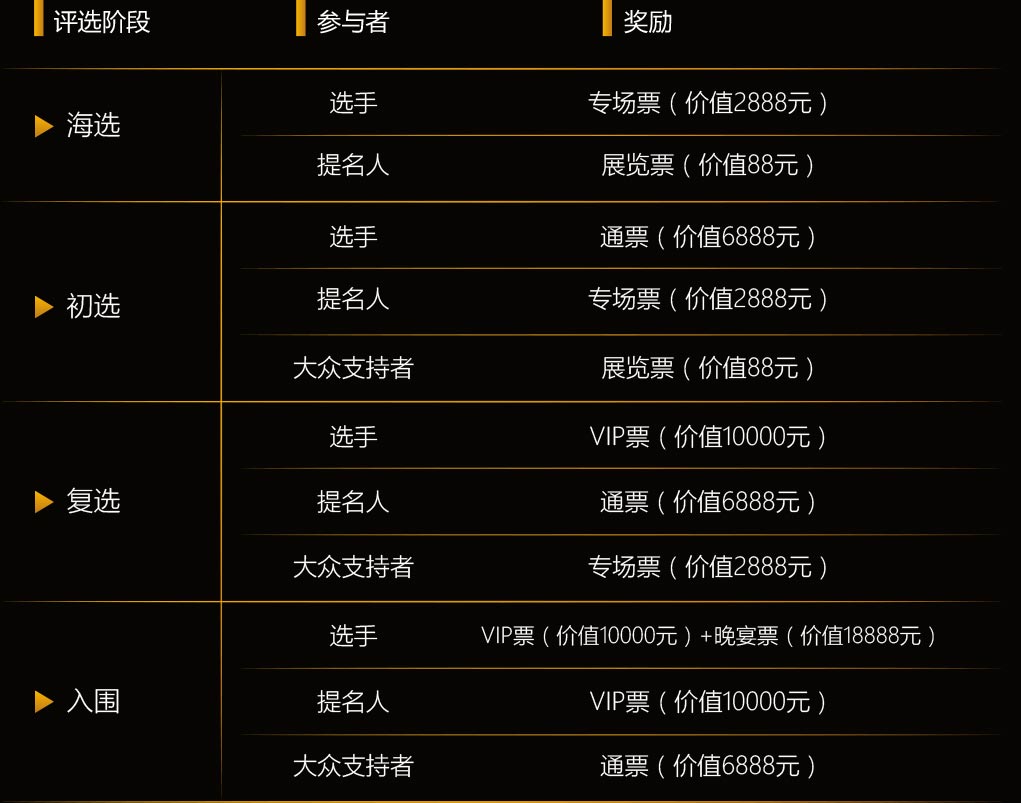 评选阶段 参与者 奖励
海选
选手 专场票（价值2888元）
提名人 展览票（价值88元）
初选
选手 通票（价值6888元）
提名人 专场票（价值2888元）
大众支持者 展览票（价值88元）
复选
选手 VIP票（价值10000元）
提名人 通票（价值6888元）
大众支持者 专场票（价值2888元）
入围
选手 VIP票（价值10000元）+晚宴票（价值18888元）
提名人 VIP票（价值10000元）
大众支持者 通票（价值6888元）